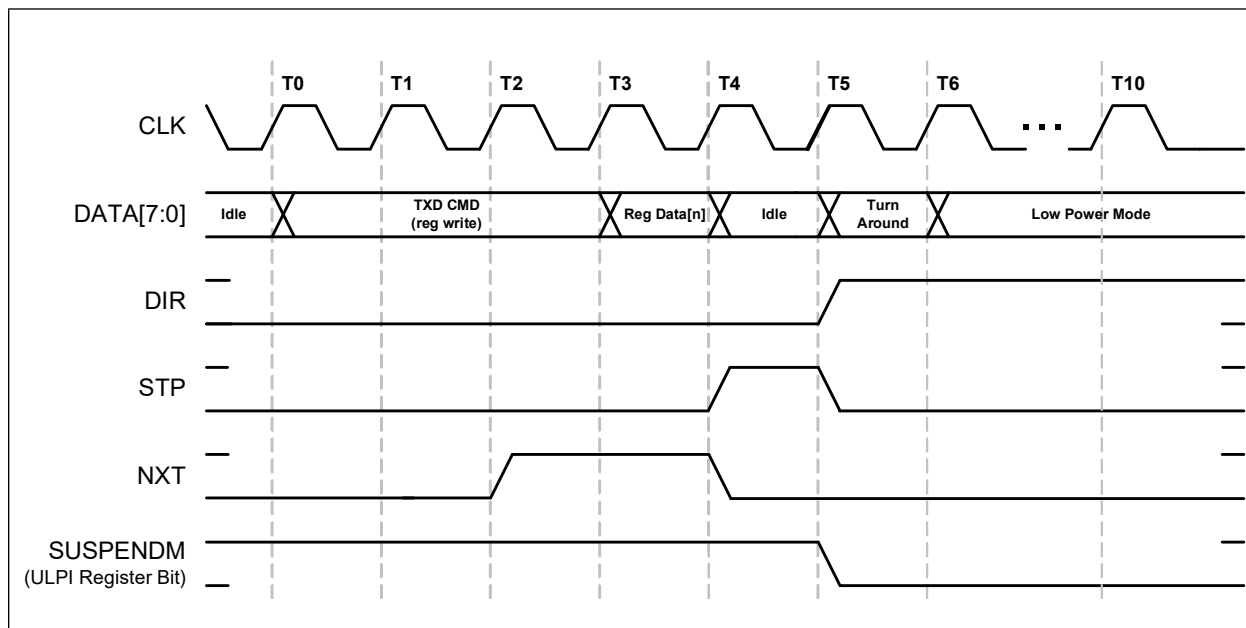 T0 T1 T2 T3 T4 T5 T6 T10
CLK
...
DATA[7:0]
Idle
TXD CMD
(reg write)
Reg Data[n]
Idle
Turn
Around
Low Power Mode
DIR
STP
NXT
SUSPENDM
(ULPI Register Bit)